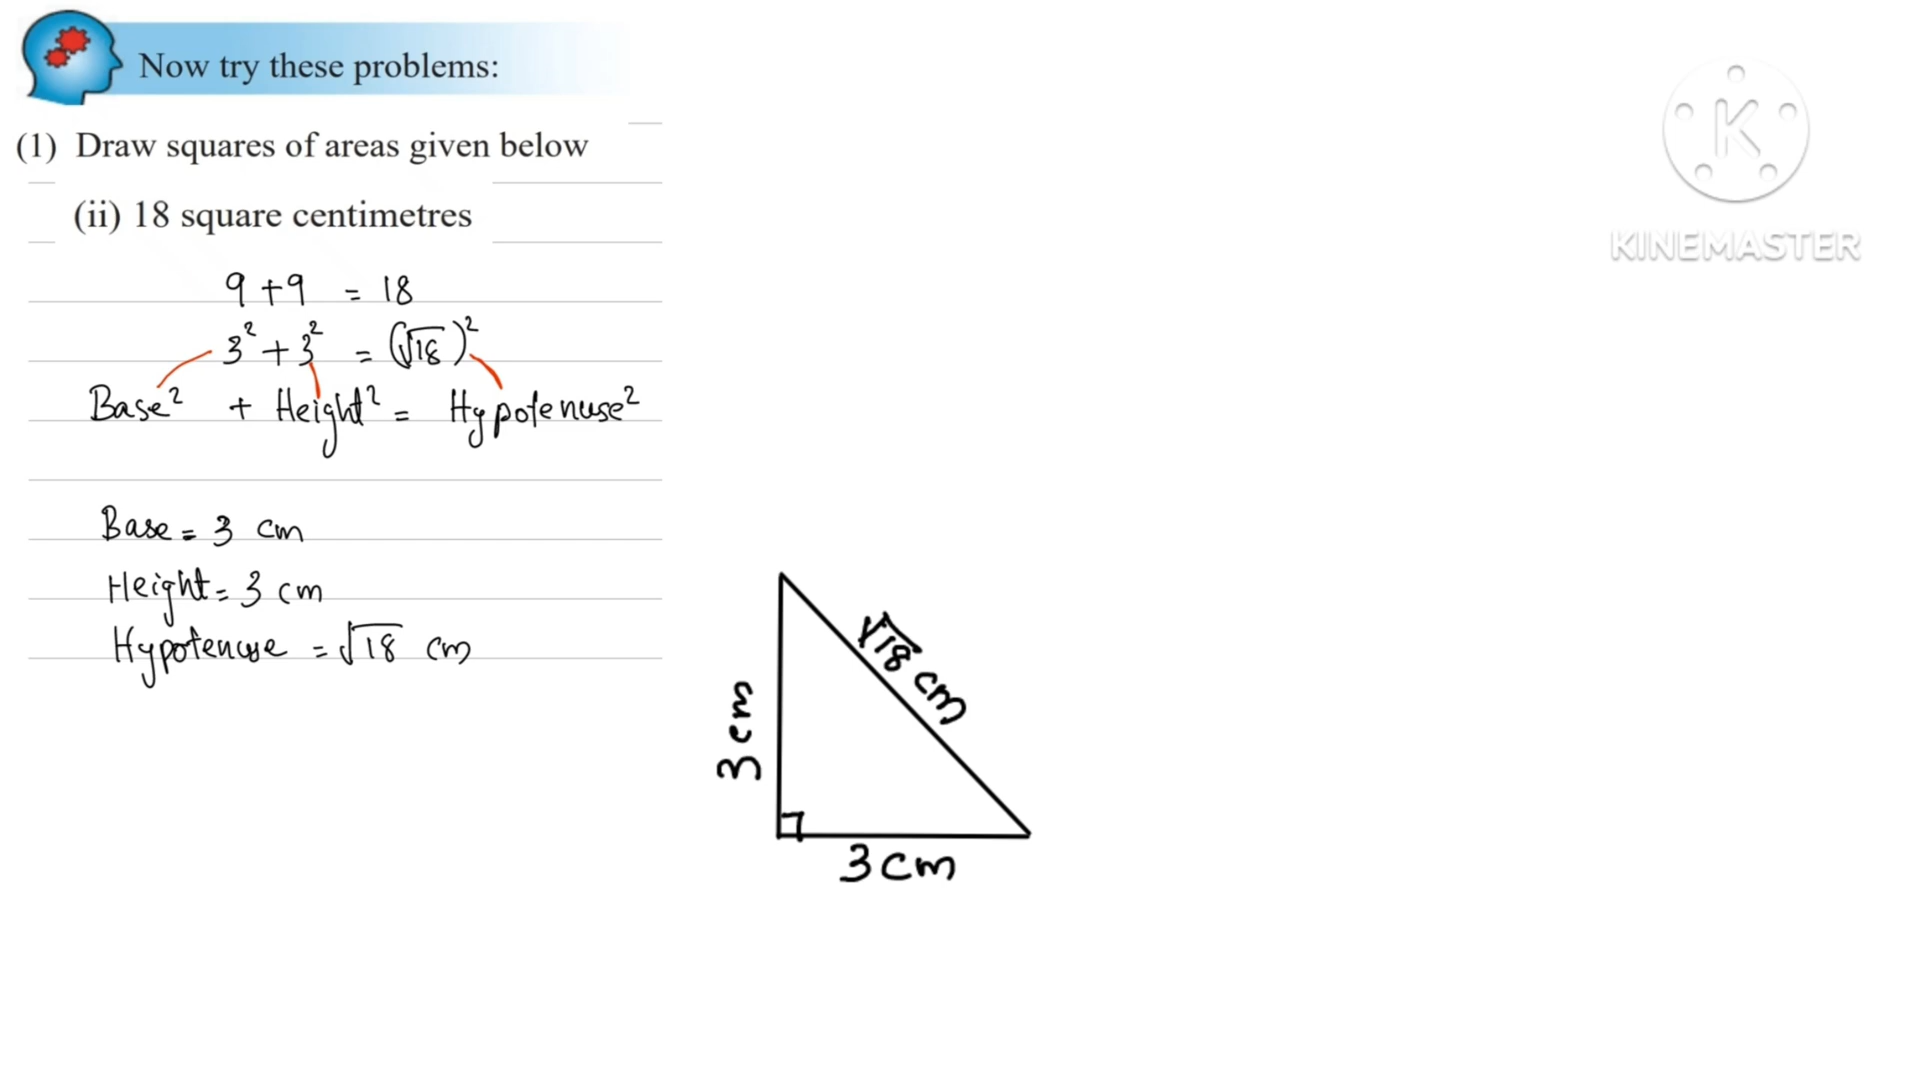 Now try these problems:
(1) Draw squares of areas given below
(ii) 18 square centimetres
9 + 9 = 18
3² + 3² = (√18)²
Base² + Height² = Hypotenuse²
Base = 3 cm
Height = 3 cm
Hypotenuse = √18 cm
√18 cm
3 cm
3 cm
K
KINEMASTER